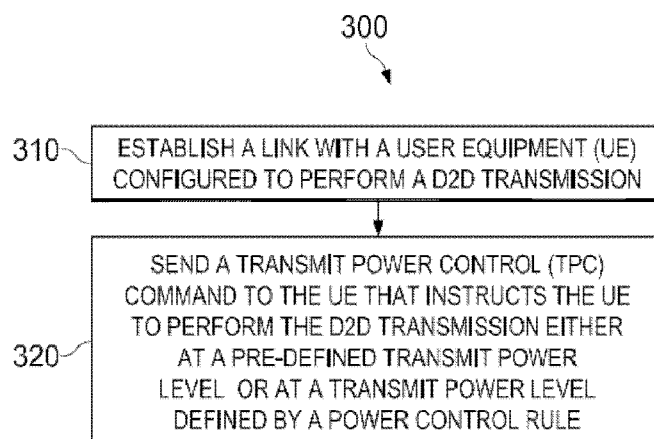 300
310
ESTABLISH A LINK WITH A USER EQUIPMENT (UE)
CONFIGURED TO PERFORM A D2D TRANSMISSION
320
SEND A TRANSMIT POWER CONTROL (TPC)
COMMAND TO THE UE THAT INSTRUCTS THE UE
TO PERFORM THE D2D TRANSMISSION EITHER
AT A PRE-DEFINED TRANSMIT POWER
LEVEL OR AT A TRANSMIT POWER LEVEL
DEFINED BY A POWER CONTROL RULE